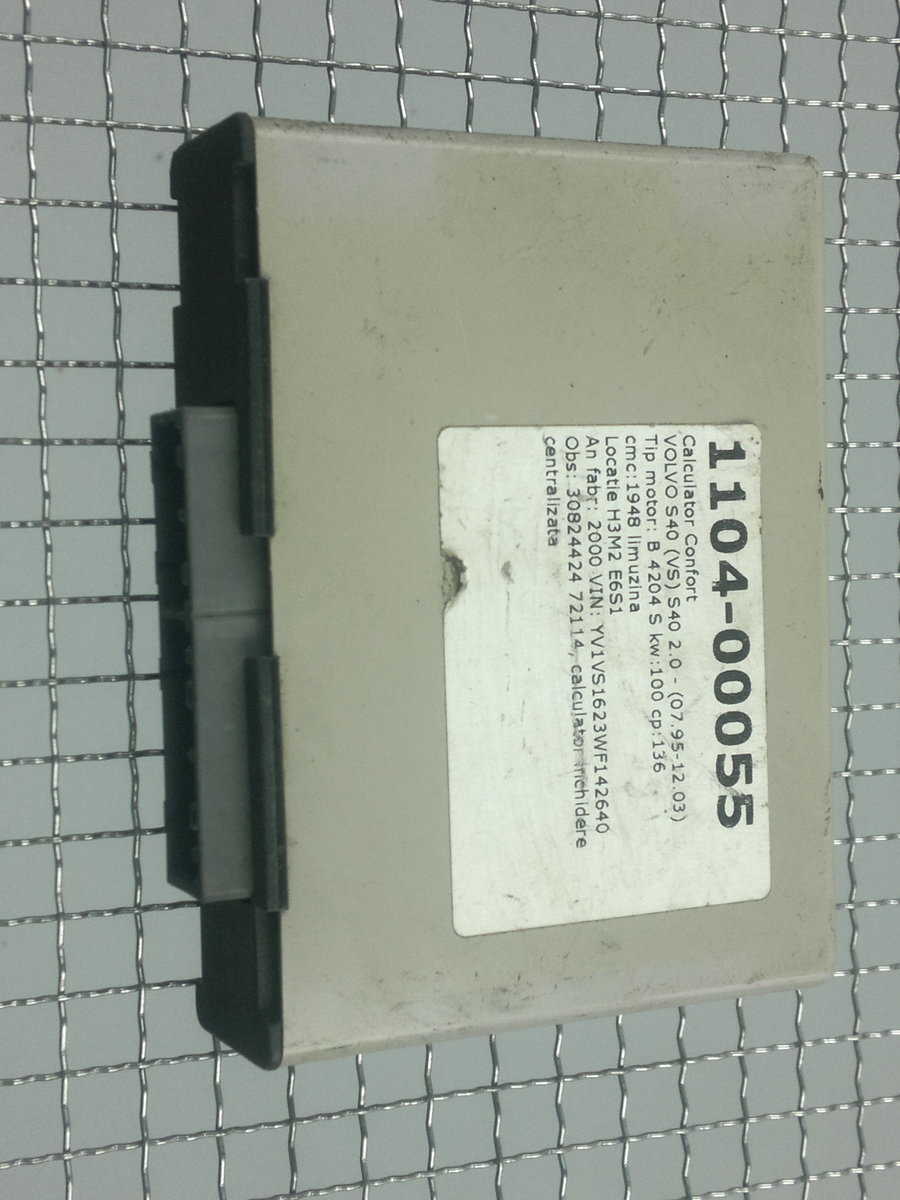 1104-00055
Calculator Confort
VOLVO S40 (VS) S40 2.0 - (07.95-12.03)
Tip motor: B 4204 S kw:100 cp:136
cmc:1948 limuzina
Locatie H3M2 E6S1
An fabr: 2000 VIN: YV1VS1623WF142640
Obs: 30824424 72114, calculator inchidere
centralizata